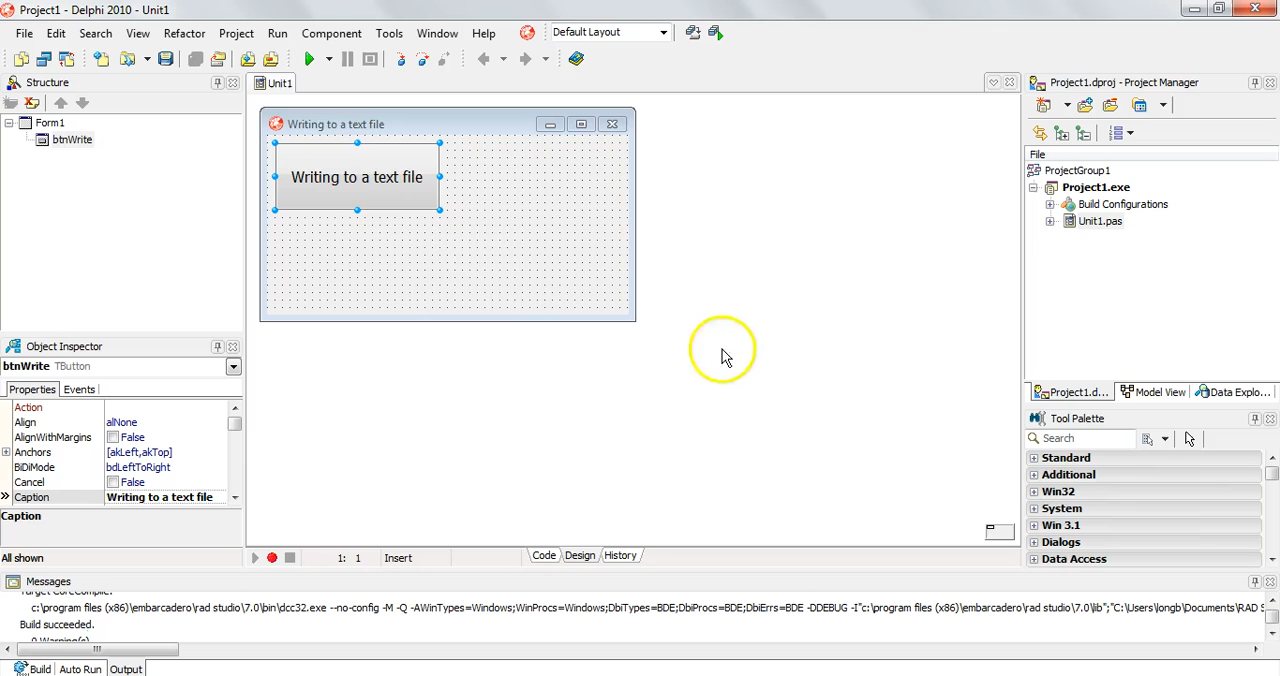 Project1 - Delphi 2010 - Unit1
File Edit Search View Refactor Project Run Component Tools Window Help Default Layout
Structure
Form1
btnWrite
Unit1
Writing to a text file
Writing to a text file
Project1.dproj - Project Manager
File
ProjectGroup1
Project1.exe
Build Configurations
Unit1.pas
Project1.d... Model View Data Explo...
Object Inspector
btnWrite TButton
Properties Events
Action
Align alNone
AlignWithMargins False
Anchors [akLeft,akTop]
BiDiMode bdLeftToRight
Cancel False
Caption Writing to a text file
Caption
All shown
Tool Palette
Search
Standard
Additional
Win32
System
Win 3.1
Dialogs
Data Access
1: 1 Insert Code Design History
Messages
Target CoreCompile:
c:\program files (x86)\embarcadero\rad studio\7.0\bin\dcc32.exe --no-config -M -Q -AWinTypes=Windows;WinProcs=Windows;DbiTypes=BDE;DbiProcs=BDE;DbiErrs=BDE -DDEBUG -I"c:\program files (x86)\embarcadero\rad studio\7.0\lib";"C:\Users\longb\Documents\RAD S
Build succeeded.
0 Warning(s)
Build Auto Run Output